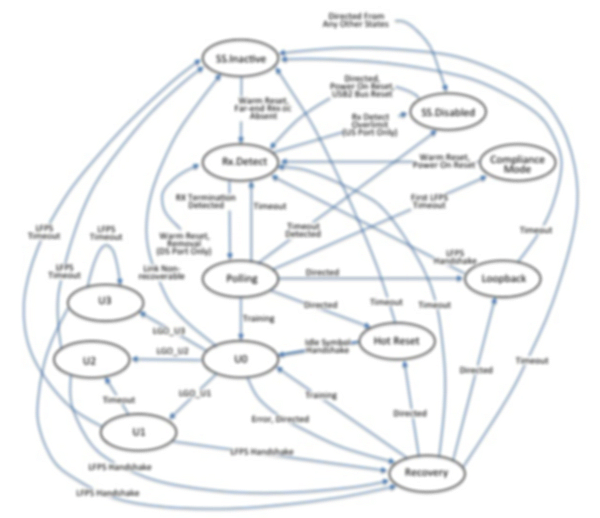 Directed From
Any Other States
SS.Inactive
Directed,
Power On Reset,
USB2 Bus Reset
Warm Reset,
Far-end Rx-rc
Absent
SS.Disabled
Rx Detect
Overlimit
(US Port Only)
Rx.Detect
Warm Reset,
Power On Reset
Compliance
Mode
RX Termination
Detected
Timeout
First LFPS
Timeout
LFPS
Timeout
LFPS
Timeout
Warm Reset,
Removal
(DS Port Only)
Timeout
Detected
Timeout
LFPS
Handshake
LFPS
Timeout
Link Non-
recoverable
Polling
Directed
Loopback
U3
Directed
Timeout
Timeout
Training
LGO_U3
Idle Symbol
Handshake
Hot Reset
U2
LGO_U2
U0
Timeout
Directed
Timeout
LGO_U1
Training
Directed
Error, Directed
U1
LFPS Handshake
LFPS Handshake
Recovery
LFPS Handshake